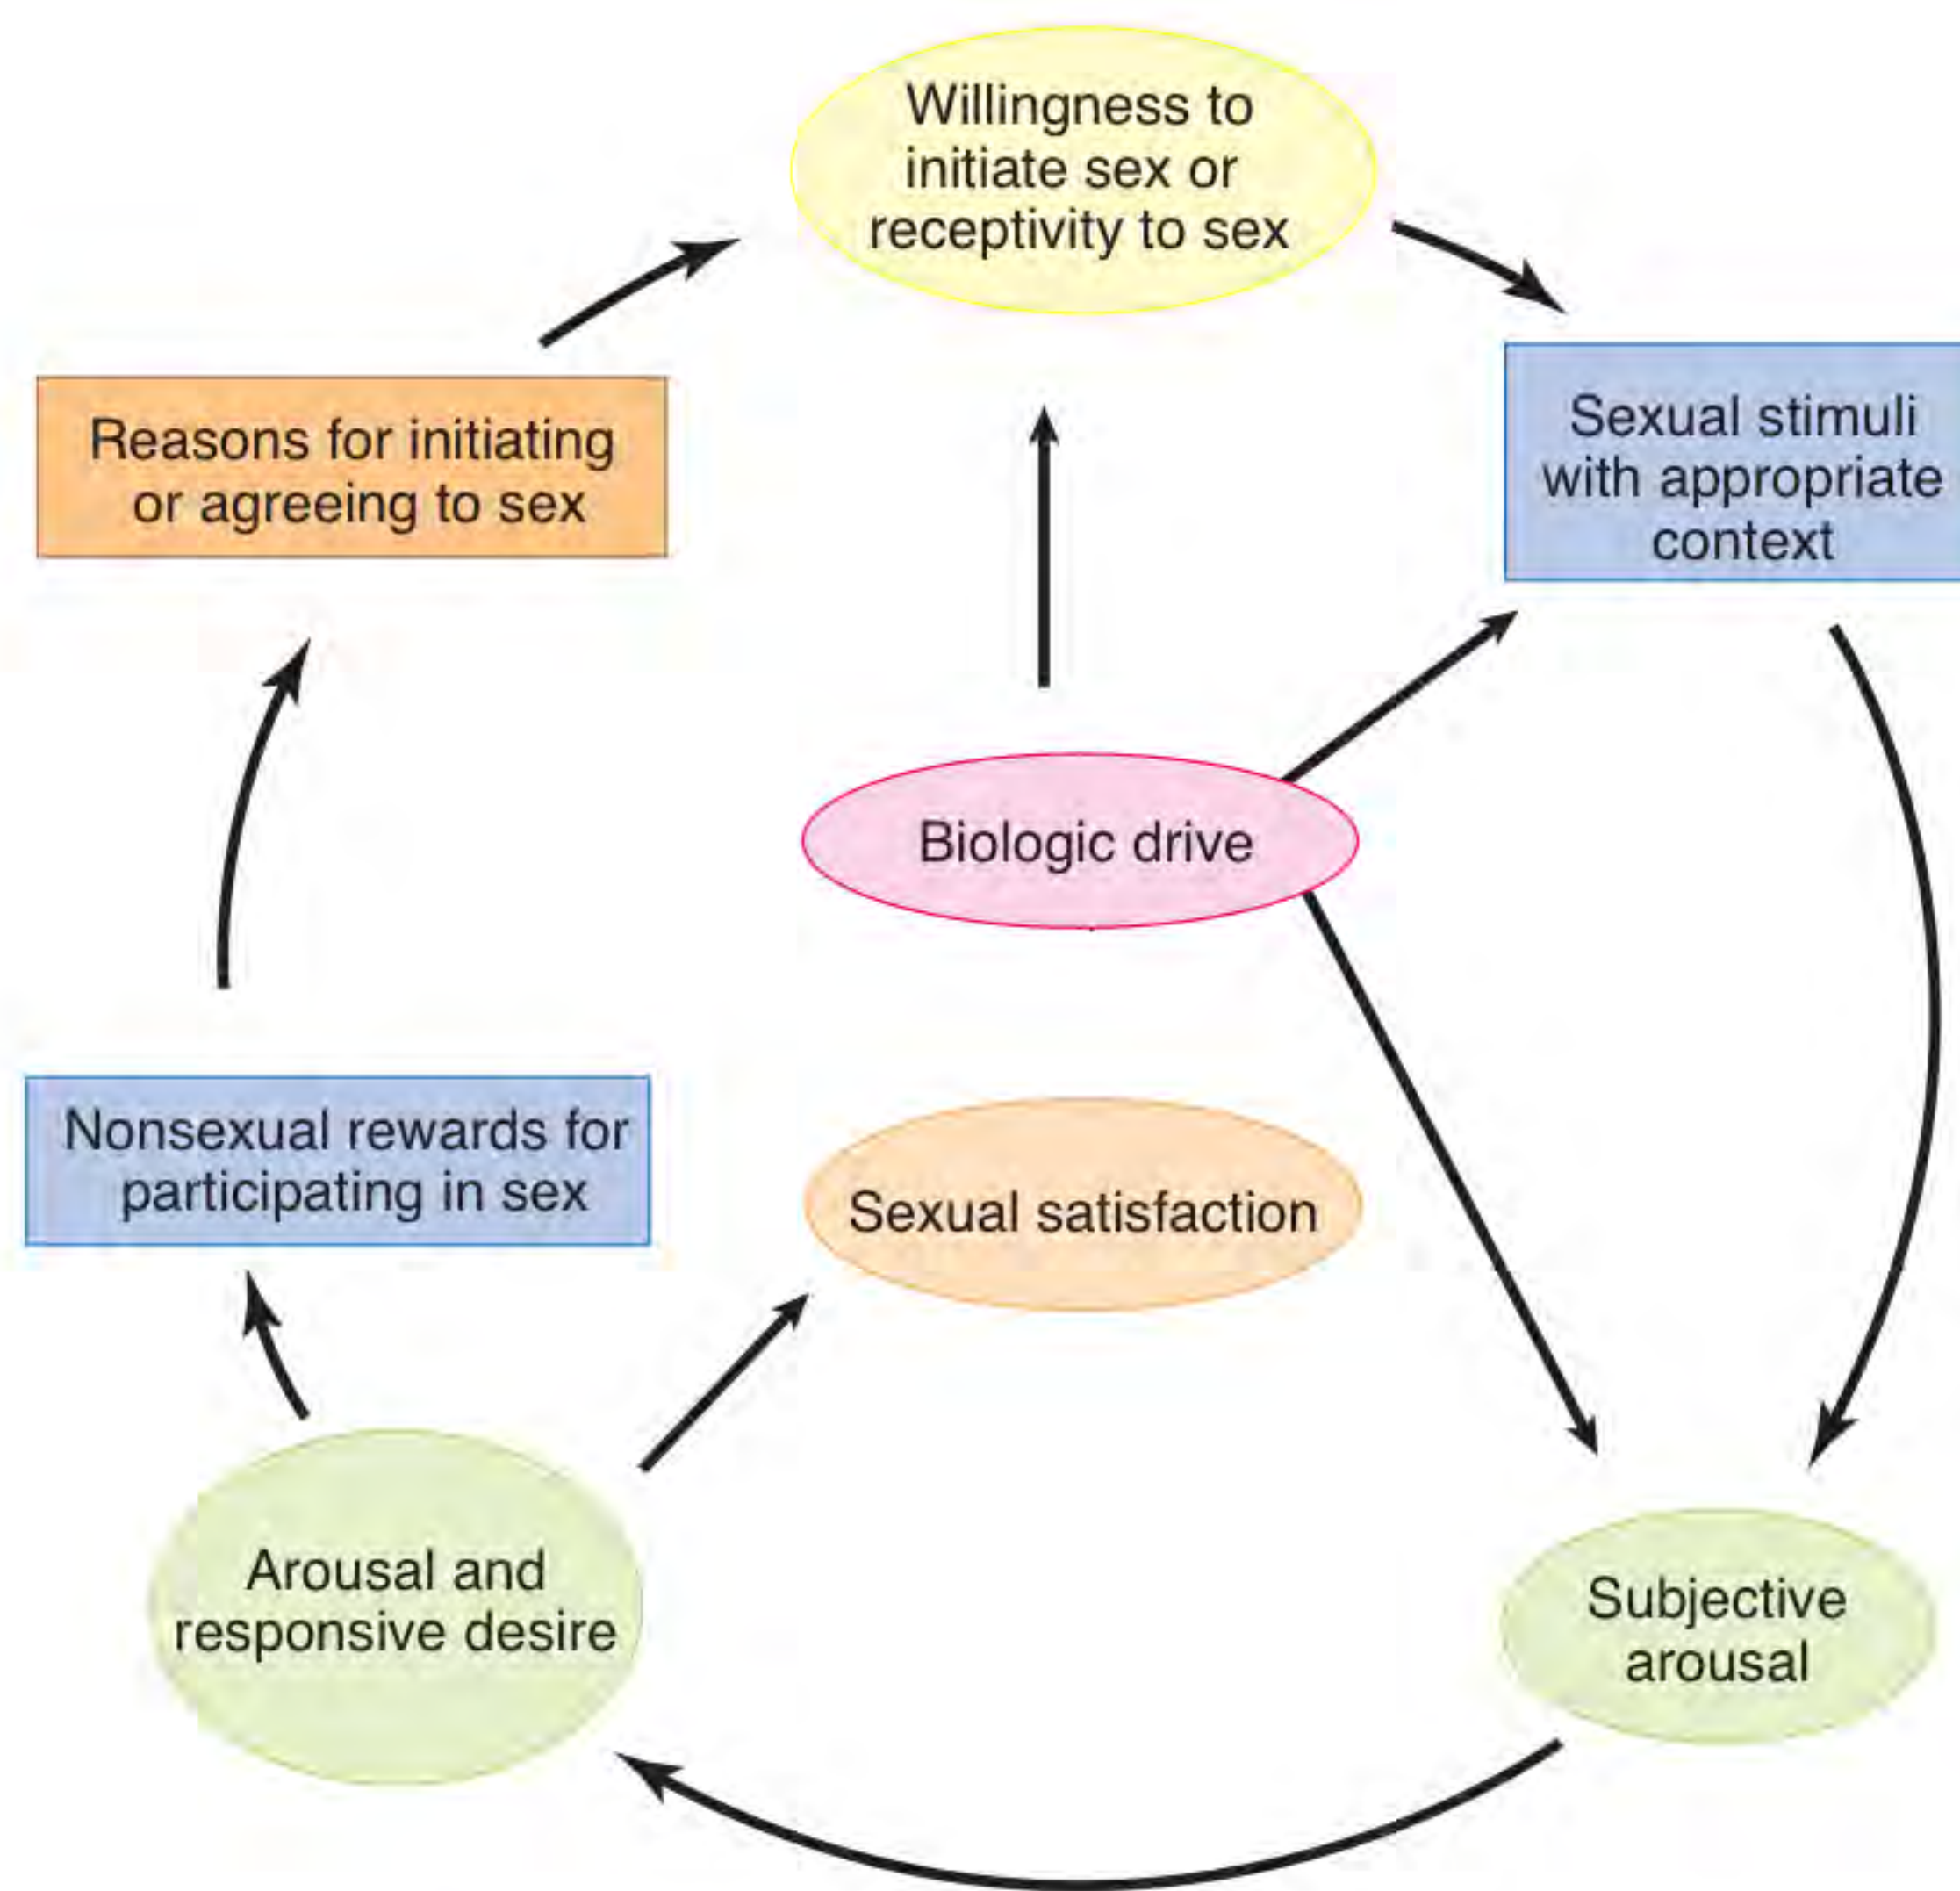 Willingness to
initiate sex or
receptivity to sex
Reasons for initiating
or agreeing to sex
Sexual stimuli
with appropriate
context
Biologic drive
Nonsexual rewards for
participating in sex
Sexual satisfaction
Arousal and
responsive desire
Subjective
arousal